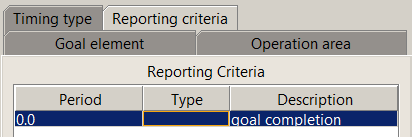 Timing type Reporting criteria
Goal element Operation area
Reporting Criteria
Period Type Description
0.0 goal completion